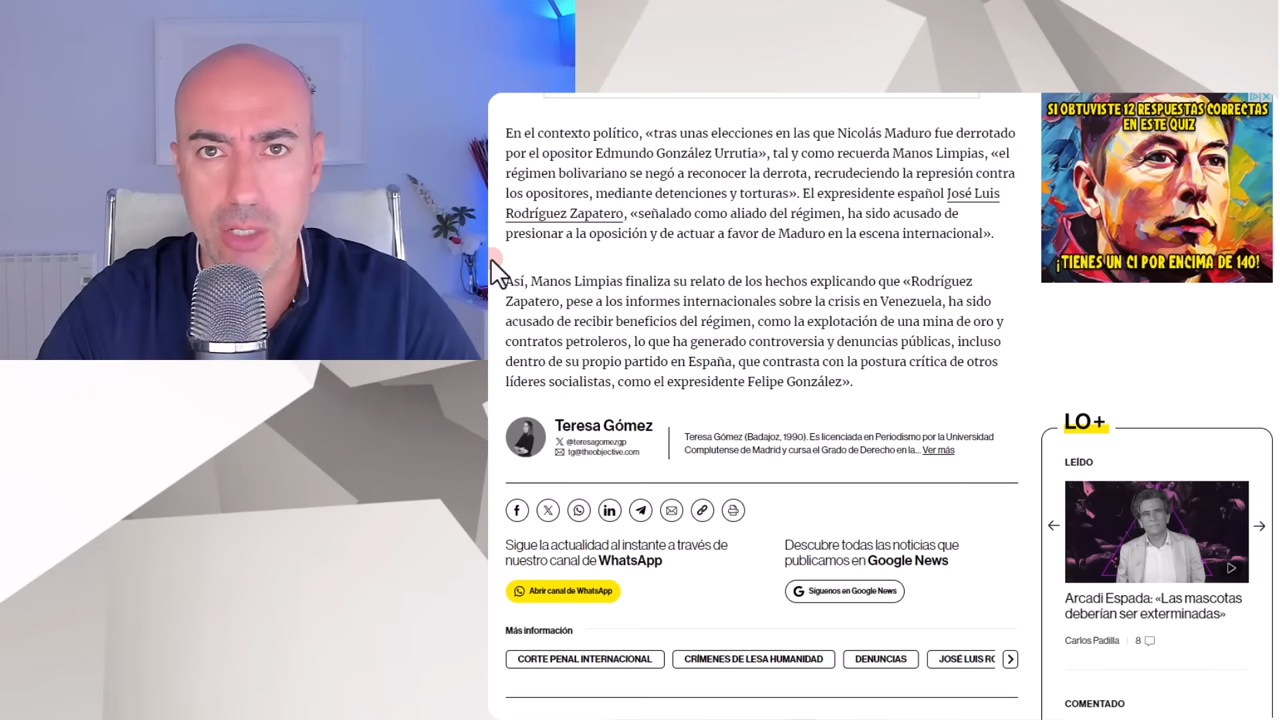 SI OBTUVISTE 12 RESPUESTAS CORRECTAS
EN ESTE QUIZ
¡TIENES UN CI POR ENCIMA DE 140!
En el contexto político, «tras unas elecciones en las que Nicolás Maduro fue derrotado
por el opositor Edmundo González Urrutia», tal y como recuerda Manos Limpias, «el
régimen bolivariano se negó a reconocer la derrota, recrudeciendo la represión contra
los opositores, mediante detenciones y torturas». El expresidente español José Luis
Rodríguez Zapatero, «señalado como aliado del régimen, ha sido acusado de
presionar a la oposición y de actuar a favor de Maduro en la escena internacional».
Así, Manos Limpias finaliza su relato de los hechos explicando que «Rodríguez
Zapatero, pese a los informes internacionales sobre la crisis en Venezuela, ha sido
acusado de recibir beneficios del régimen, como la explotación de una mina de oro y
contratos petroleros, lo que ha generado controversia y denuncias públicas, incluso
dentro de su propio partido en España, que contrasta con la postura crítica de otros
líderes socialistas, como el expresidente Felipe González».
Teresa Gómez
@teresagomezgp
tg@theobjective.com
Teresa Gómez (Badajoz, 1990). Es licenciada en Periodismo por la Universidad
Complutense de Madrid y cursa el Grado de Derecho en la... Ver más
Sigue la actualidad al instante a través de
nuestro canal de WhatsApp
Abrir canal de WhatsApp
Descubre todas las noticias que
publicamos en Google News
Síguenos en Google News
Más información
CORTE PENAL INTERNACIONAL
CRÍMENES DE LESA HUMANIDAD
DENUNCIAS
JOSÉ LUIS RO
LO+
LEÍDO
Arcadi Espada: «Las mascotas
deberían ser exterminadas»
Carlos Padilla
8
COMENTADO